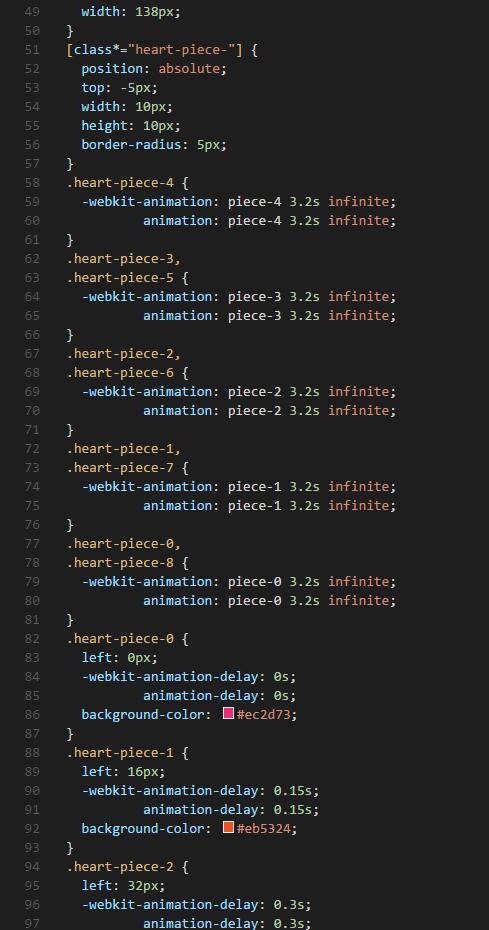 49 width: 138px;
50 }
51 [class*="heart-piece-"] {
52 position: absolute;
53 top: -5px;
54 width: 10px;
55 height: 10px;
56 border-radius: 5px;
57 }
58 .heart-piece-4 {
59 -webkit-animation: piece-4 3.2s infinite;
60 animation: piece-4 3.2s infinite;
61 }
62 .heart-piece-3,
63 .heart-piece-5 {
64 -webkit-animation: piece-3 3.2s infinite;
65 animation: piece-3 3.2s infinite;
66 }
67 .heart-piece-2,
68 .heart-piece-6 {
69 -webkit-animation: piece-2 3.2s infinite;
70 animation: piece-2 3.2s infinite;
71 }
72 .heart-piece-1,
73 .heart-piece-7 {
74 -webkit-animation: piece-1 3.2s infinite;
75 animation: piece-1 3.2s infinite;
76 }
77 .heart-piece-0,
78 .heart-piece-8 {
79 -webkit-animation: piece-0 3.2s infinite;
80 animation: piece-0 3.2s infinite;
81 }
82 .heart-piece-0 {
83 left: 0px;
84 -webkit-animation-delay: 0s;
85 animation-delay: 0s;
86 background-color: #ec2d73;
87 }
88 .heart-piece-1 {
89 left: 16px;
90 -webkit-animation-delay: 0.15s;
91 animation-delay: 0.15s;
92 background-color: #eb5324;
93 }
94 .heart-piece-2 {
95 left: 32px;
96 -webkit-animation-delay: 0.3s;
97 animation-delay: 0.3s;